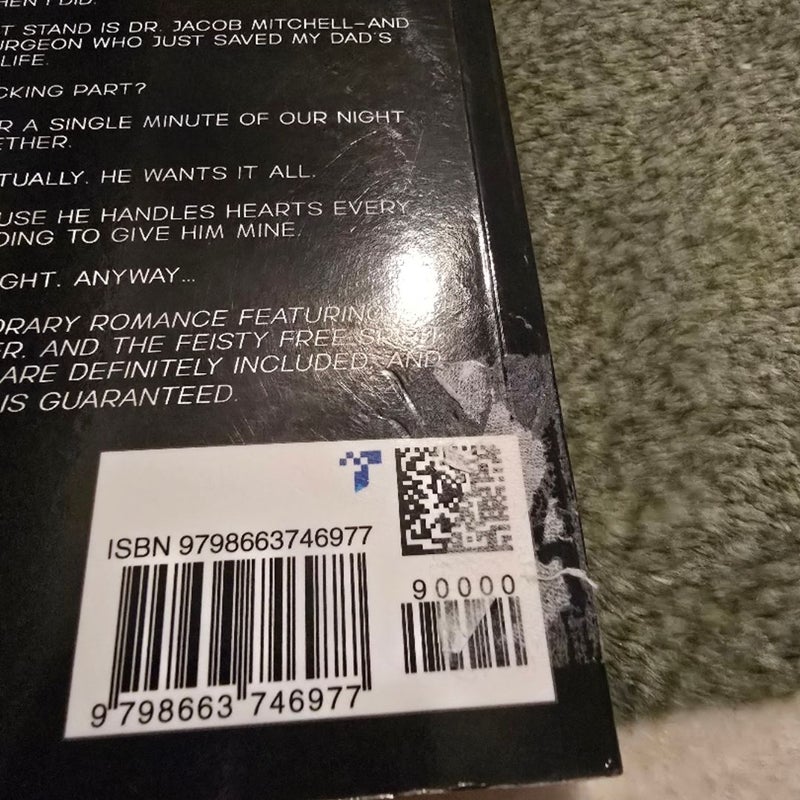 HEN I DID.
T STAND IS DR. JACOB MITCHELL—AND
URGEON WHO JUST SAVED MY DAD'S
LIFE.
CKING PART?
R A SINGLE MINUTE OF OUR NIGHT
ETHER.
TUALLY. HE WANTS IT ALL.
USE HE HANDLES HEARTS EVERY
OING TO GIVE HIM MINE.
GHT. ANYWAY...
ORARY ROMANCE FEATURING
ER. AND THE FEISTY FREE SPIRIT
ARE DEFINITELY INCLUDED, AND
IS GUARANTEED.
ISBN 9798663746977
90000
9 798663 746977